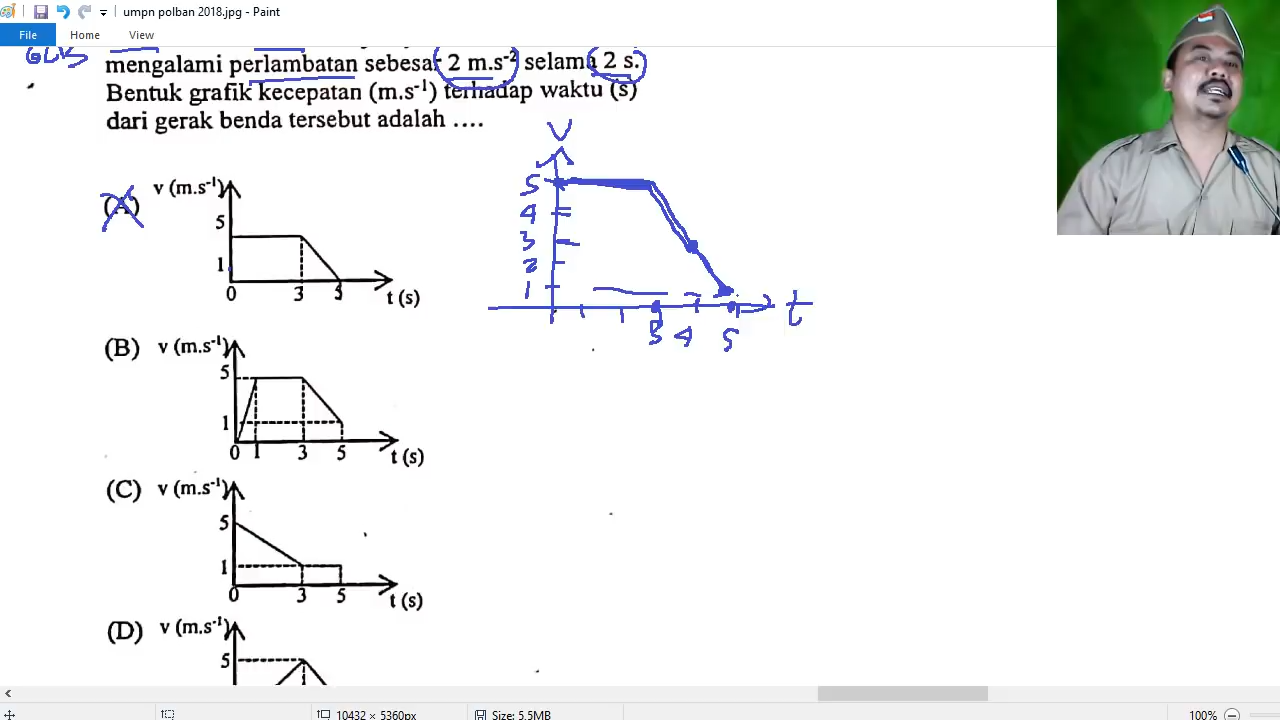 umpn polban 2018.jpg - Paint
File Home View
GLBB
mengalami perlambatan sebesar 2 m.s-2 selama 2 s.
Bentuk grafik kecepatan (m.s-1) terhadap waktu (s)
dari gerak benda tersebut adalah ....
(A) v (m.s-1)
5
1
0 3 5 t (s)
V
5
4
3
2
1
3 4 5 t
(B) v (m.s-1)
5
1
0 1 3 5 t (s)
(C) v (m.s-1)
5
1
0 3 5 t (s)
(D) v (m.s-1)
5
10432 × 5360px Size: 5.5MB 100%